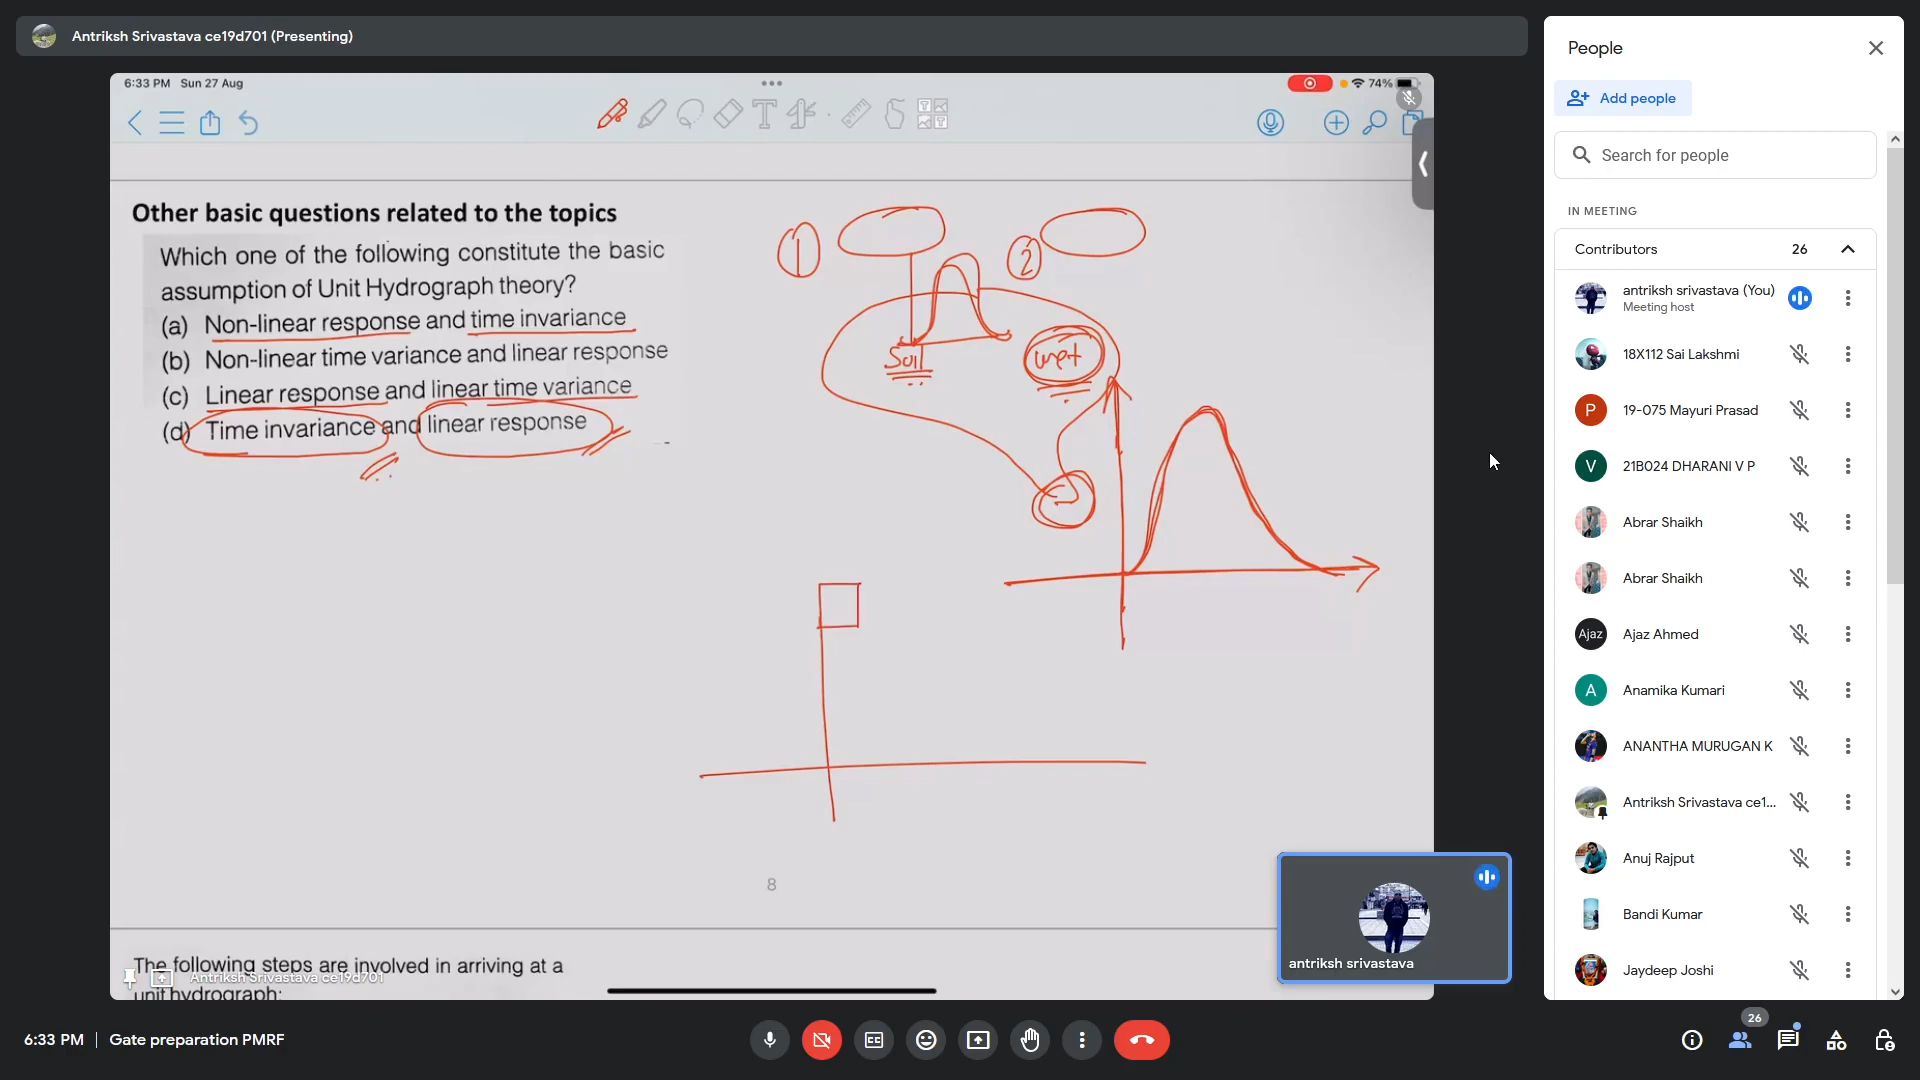 Antriksh Srivastava ce19d701 (Presenting)
6:33 PM Sun 27 Aug
74%
Other basic questions related to the topics
Which one of the following constitute the basic
assumption of Unit Hydrograph theory?
(a) Non-linear response and time invariance
(b) Non-linear time variance and linear response
(c) Linear response and linear time variance
(d) Time invariance and linear response
1
2
Soil
wet
8
The following steps are involved in arriving at a
unit hydrograph:
Antriksh Srivastava ce19d701
antriksh srivastava
People
Add people
Search for people
IN MEETING
Contributors 26
antriksh srivastava (You)
Meeting host
18X112 Sai Lakshmi
P 19-075 Mayuri Prasad
V 21B024 DHARANI V P
Abrar Shaikh
Abrar Shaikh
Ajaz Ajaz Ahmed
A Anamika Kumari
ANANTHA MURUGAN K
Antriksh Srivastava ce1...
Anuj Rajput
Bandi Kumar
Jaydeep Joshi
6:33 PM | Gate preparation PMRF
26